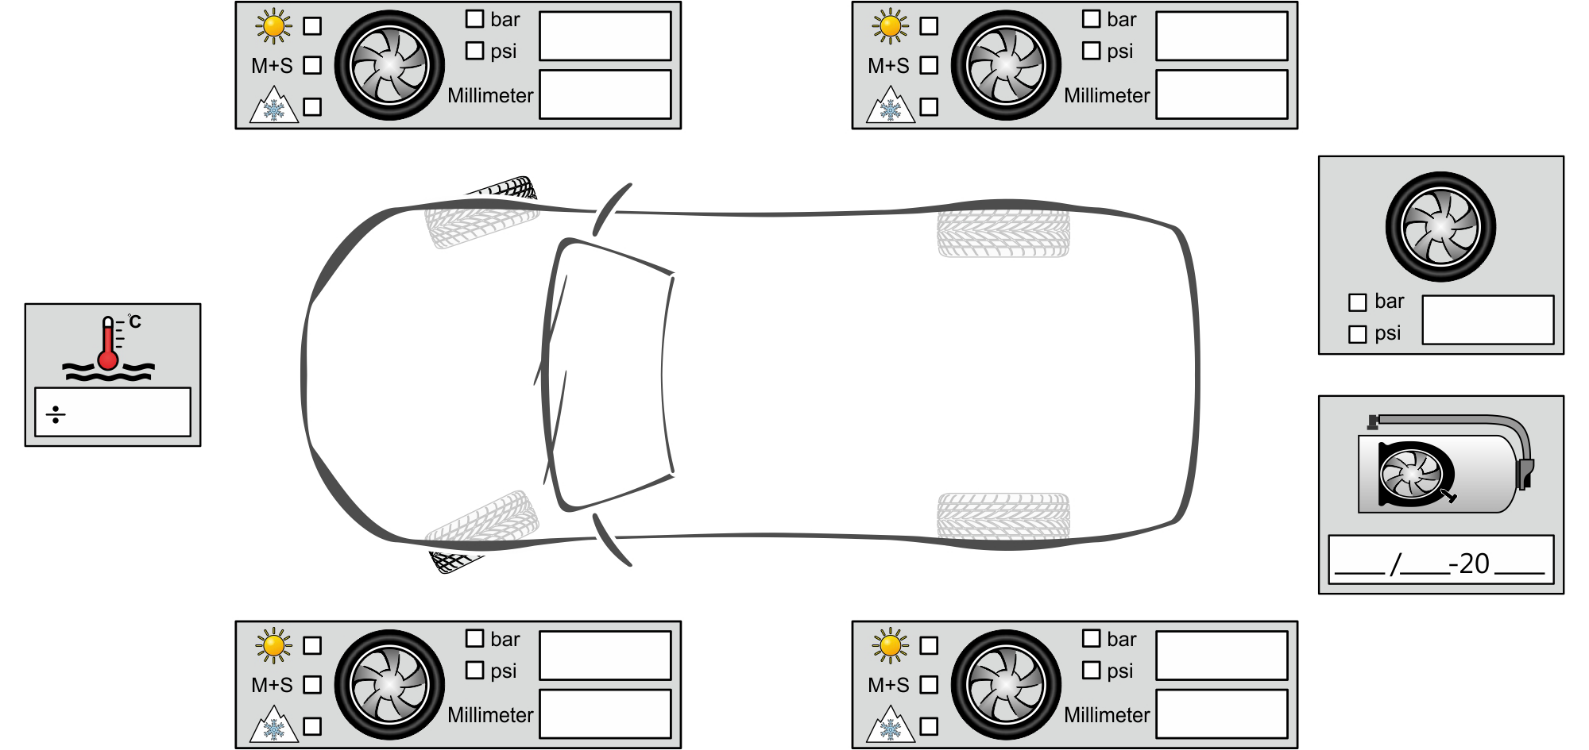 bar
psi
M+S
Millimeter
bar
psi
M+S
Millimeter
bar
psi
°C
÷
___/___-20___
bar
psi
M+S
Millimeter
bar
psi
M+S
Millimeter